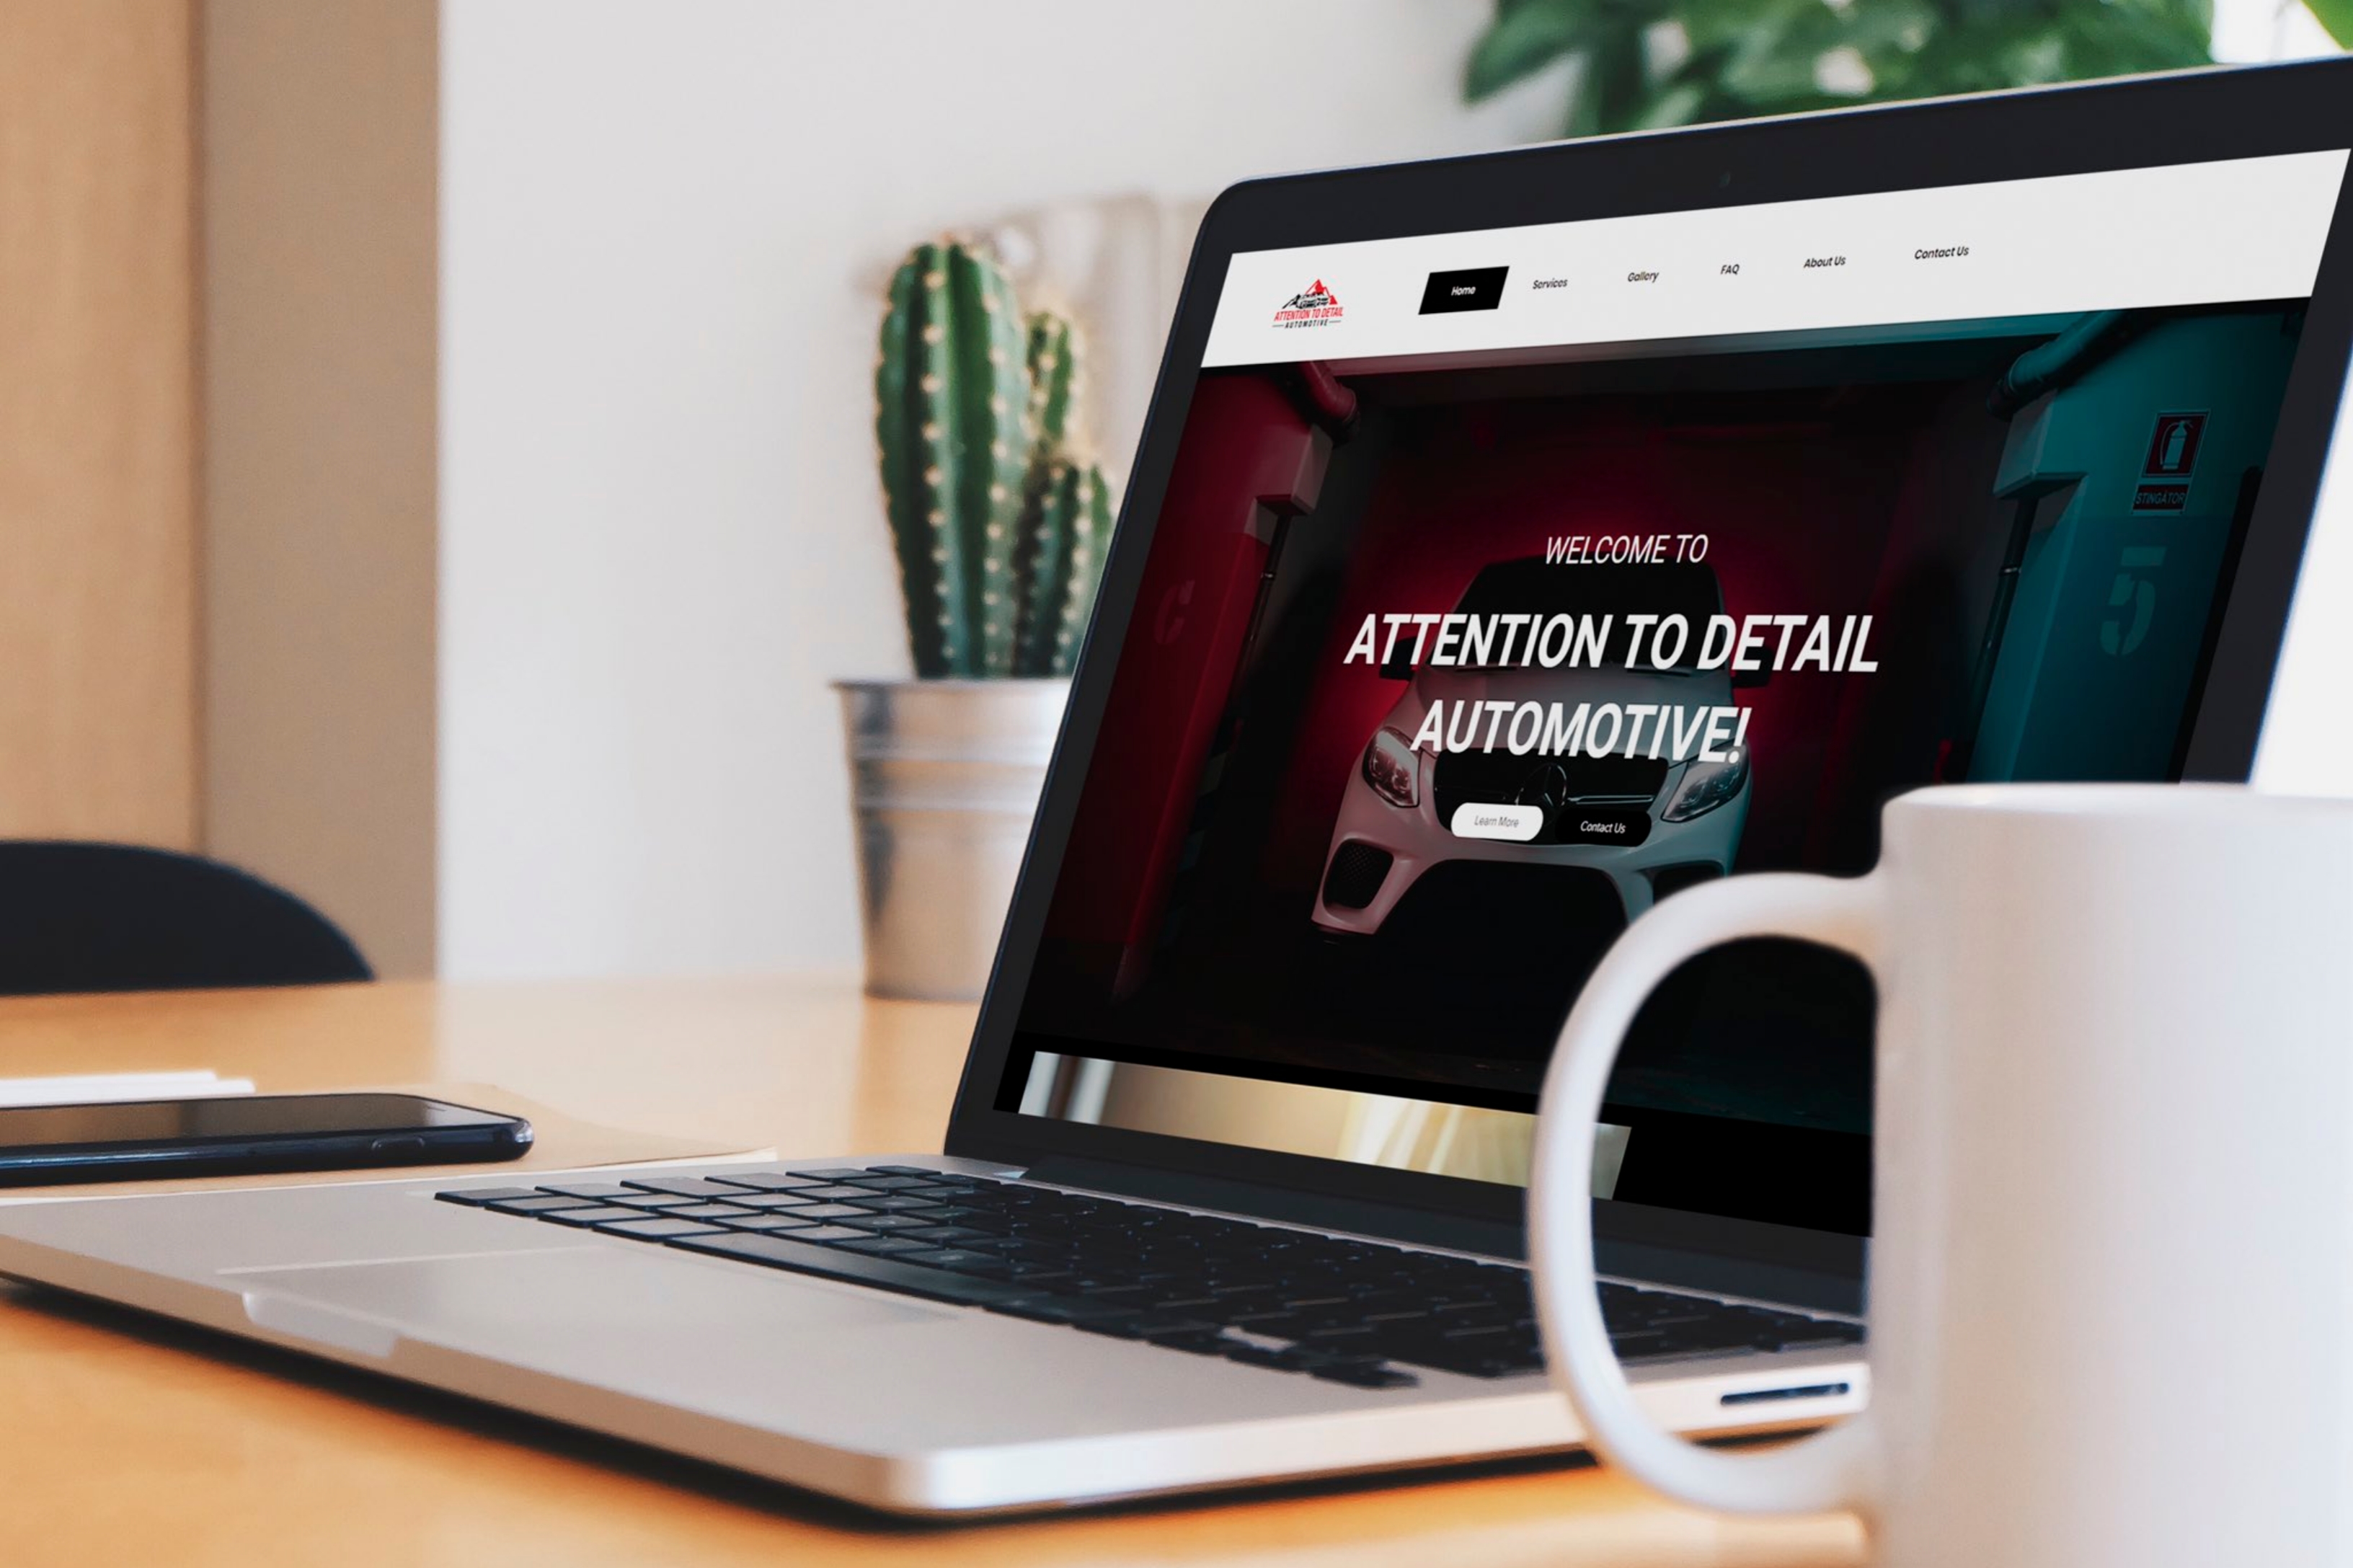 ATTENTION TO DETAIL
AUTOMOTIVE
Home
Services
Gallery
FAQ
About Us
Contact Us
STINGĂTOR
5
WELCOME TO
ATTENTION TO DETAIL
AUTOMOTIVE!
Learn More
Contact Us